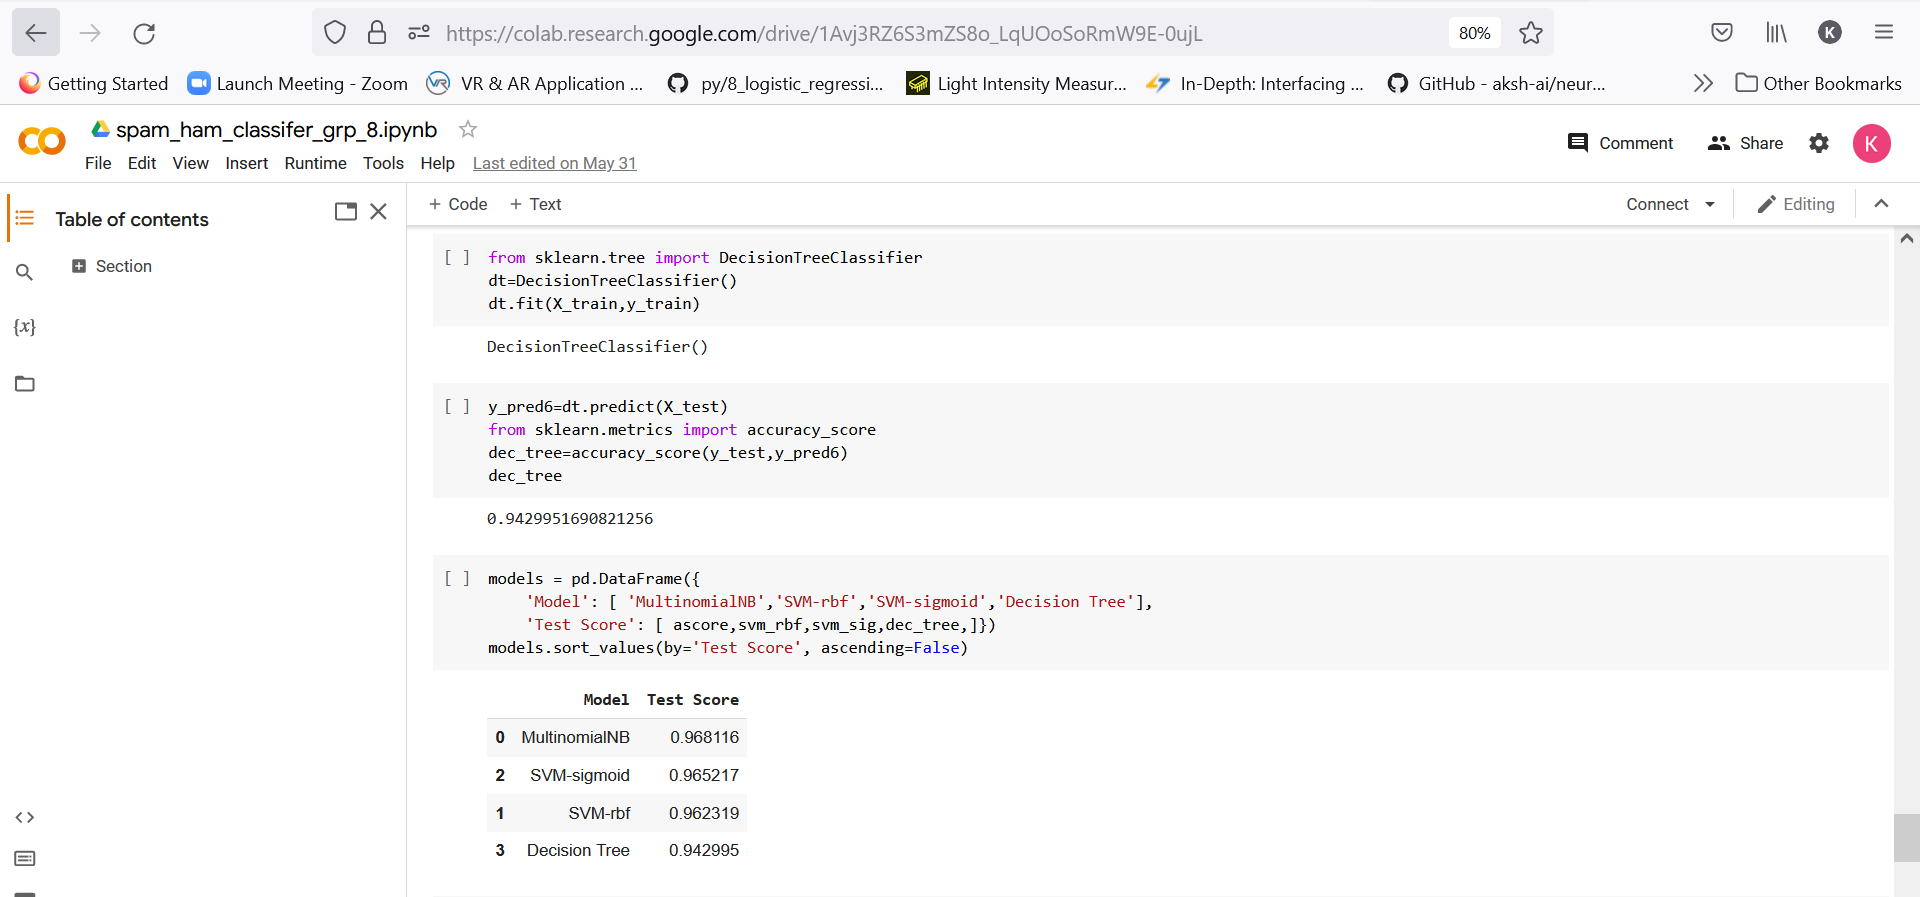 https://colab.research.google.com/drive/1Avj3RZ6S3mZS8o_LqUOoSoRmW9E-0ujL 80% K
Getting Started Launch Meeting - Zoom VR & AR Application ... py/8_logistic_regressi... Light Intensity Measur... In-Depth: Interfacing ... GitHub - aksh-ai/neur... Other Bookmarks
CO spam_ham_classifer_grp_8.ipynb Comment Share K
File Edit View Insert Runtime Tools Help Last edited on May 31
Table of contents + Code + Text Connect Editing
Section
{x}
[ ] from sklearn.tree import DecisionTreeClassifier
dt=DecisionTreeClassifier()
dt.fit(X_train,y_train)
DecisionTreeClassifier()
[ ] y_pred6=dt.predict(X_test)
from sklearn.metrics import accuracy_score
dec_tree=accuracy_score(y_test,y_pred6)
dec_tree
0.9429951690821256
[ ] models = pd.DataFrame({
'Model': [ 'MultinomialNB','SVM-rbf','SVM-sigmoid','Decision Tree'],
'Test Score': [ ascore,svm_rbf,svm_sig,dec_tree,]})
models.sort_values(by='Test Score', ascending=False)
Model Test Score
0 MultinomialNB 0.968116
2 SVM-sigmoid 0.965217
1 SVM-rbf 0.962319
3 Decision Tree 0.942995